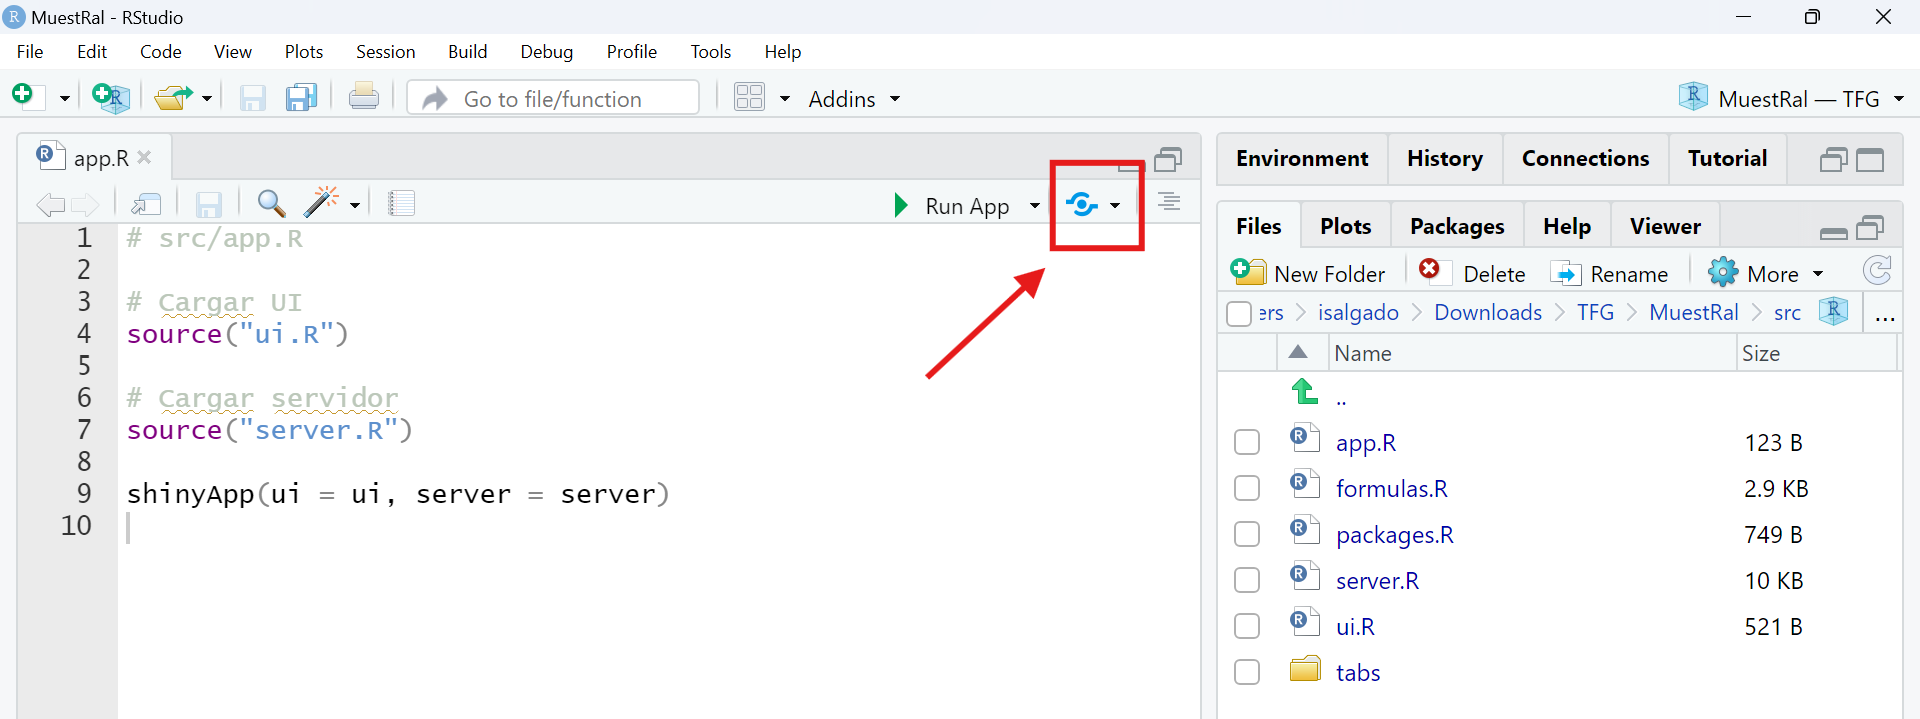 MuestRal - RStudio
File Edit Code View Plots Session Build Debug Profile Tools Help
Go to file/function Addins MuestRal — TFG
app.R
Run App
1 # src/app.R
2
3 # Cargar UI
4 source("ui.R")
5
6 # Cargar servidor
7 source("server.R")
8
9 shinyApp(ui = ui, server = server)
10
Environment History Connections Tutorial
Files Plots Packages Help Viewer
New Folder Delete Rename More
ers isalgado Downloads TFG MuestRal src ...
Name Size
..
app.R 123 B
formulas.R 2.9 KB
packages.R 749 B
server.R 10 KB
ui.R 521 B
tabs